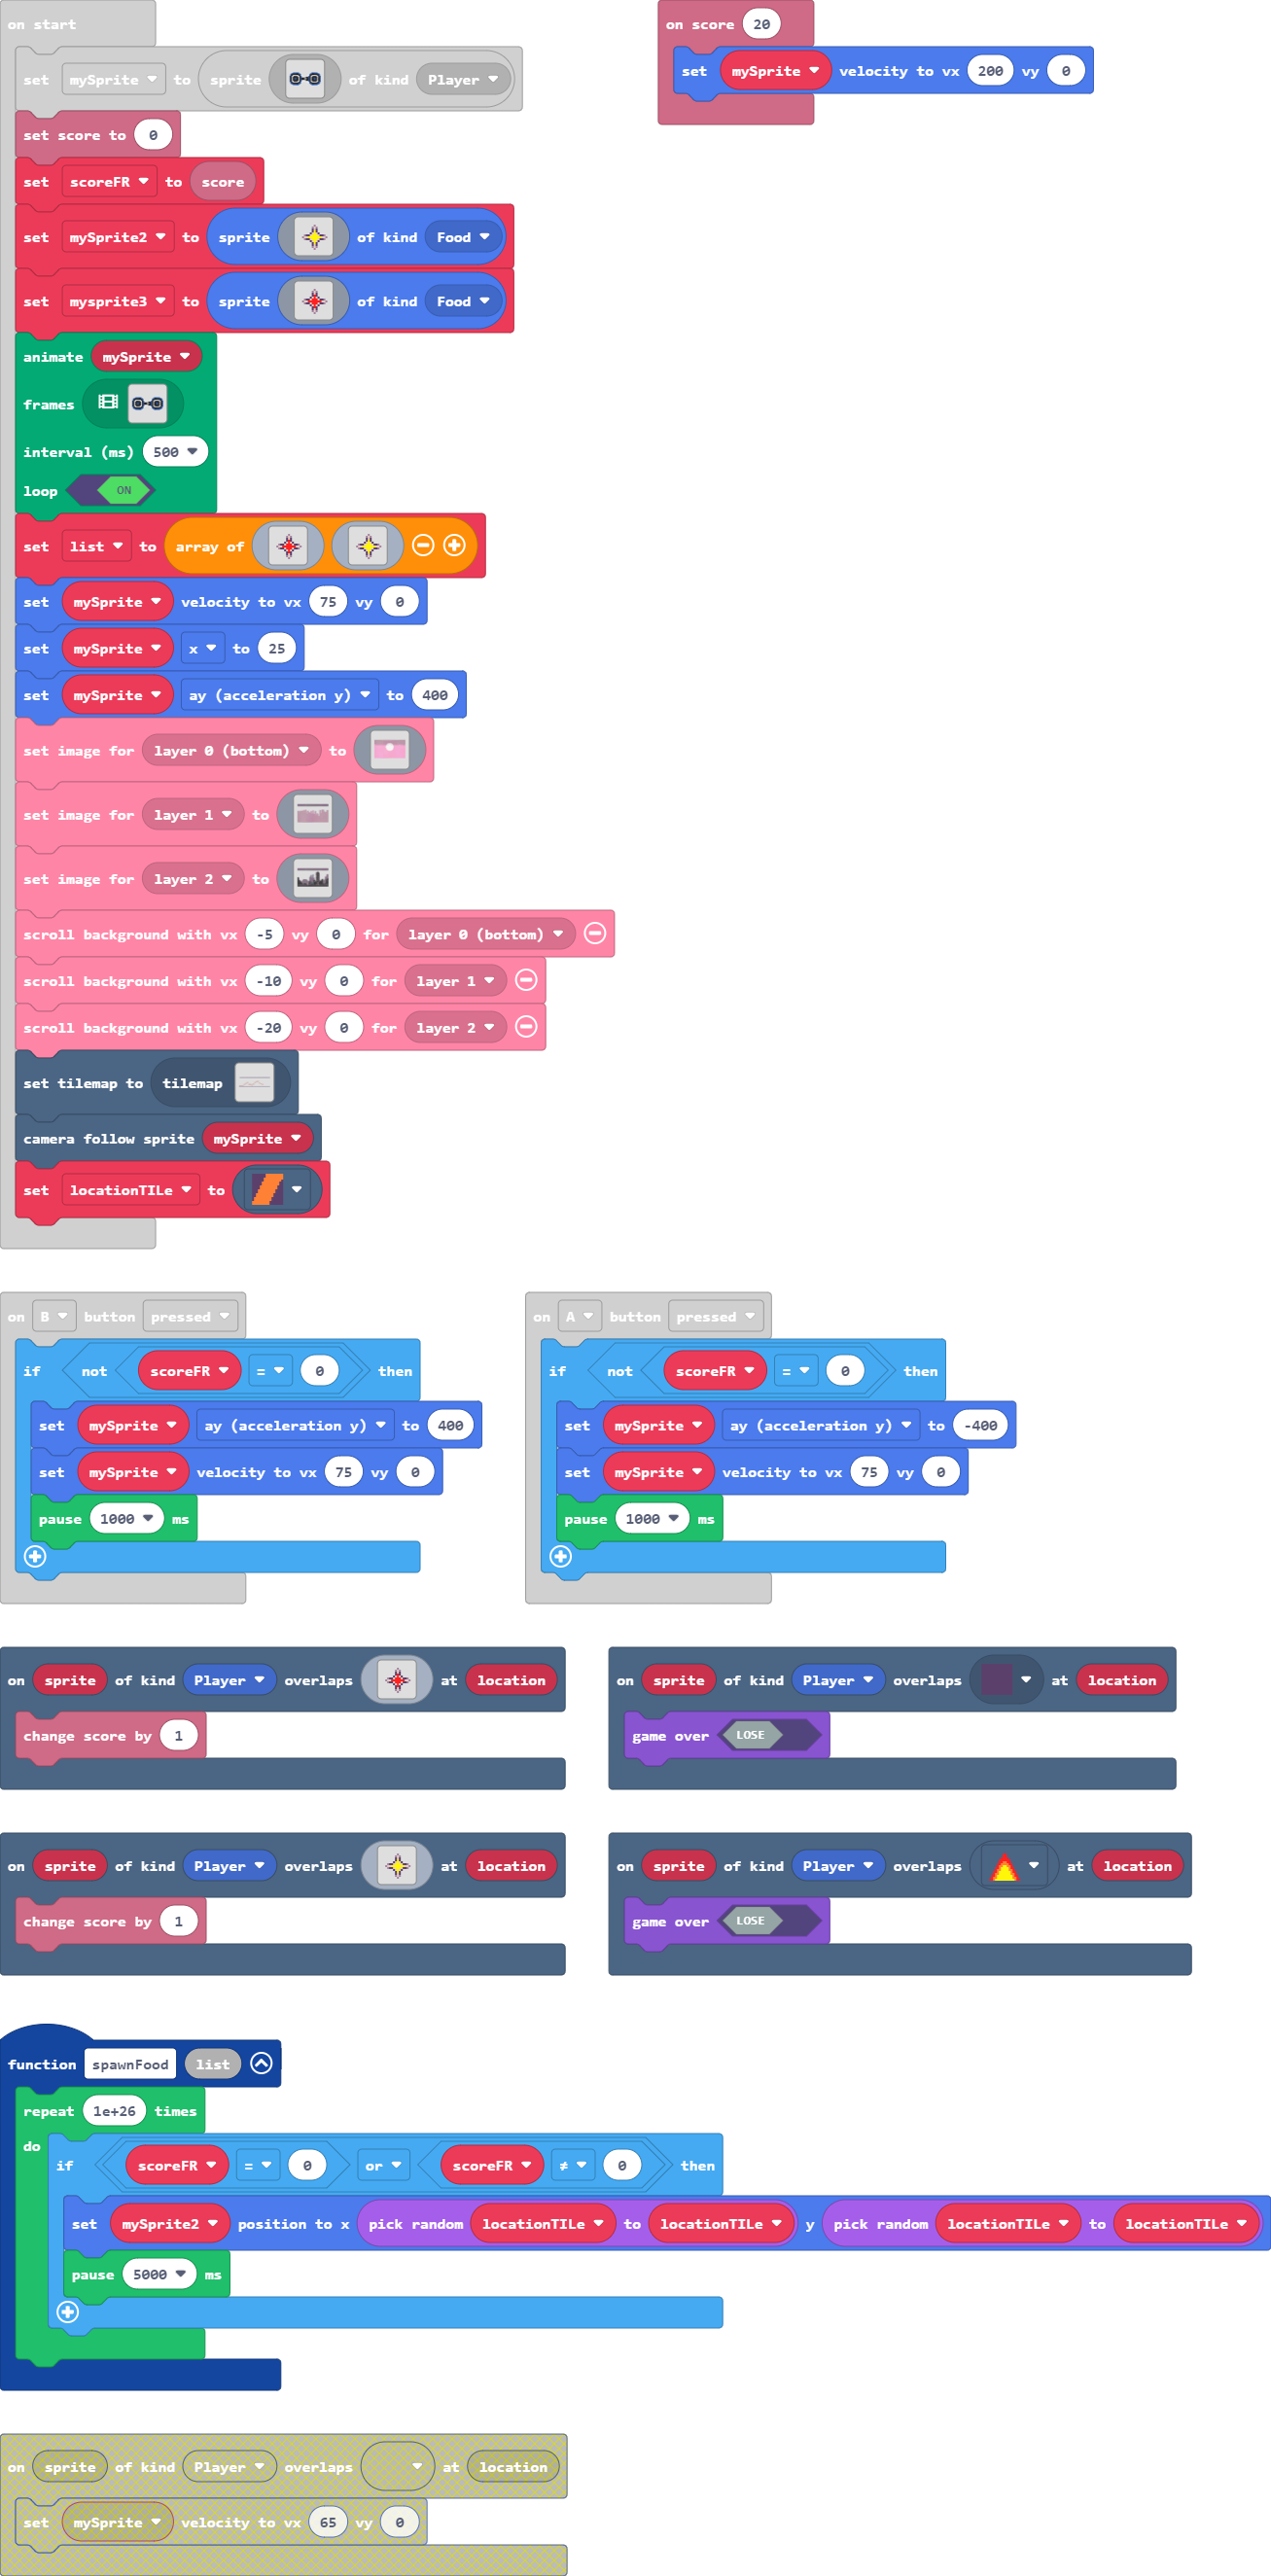 on start
set mySprite to sprite of kind Player
set score to 0
set scoreFR to score
set mySprite2 to sprite of kind Food
set mysprite3 to sprite of kind Food
animate mySprite
frames
interval (ms) 500
loop ON
set list to array of
set mySprite velocity to vx 75 vy 0
set mySprite x to 25
set mySprite ay (acceleration y) to 400
set image for layer 0 (bottom) to
set image for layer 1 to
set image for layer 2 to
scroll background with vx -5 vy 0 for layer 0 (bottom)
scroll background with vx -10 vy 0 for layer 1
scroll background with vx -20 vy 0 for layer 2
set tilemap to tilemap
camera follow sprite mySprite
set locationTILe to
on score 20
set mySprite velocity to vx 200 vy 0
on B button pressed
if not scoreFR = 0 then
set mySprite ay (acceleration y) to 400
set mySprite velocity to vx 75 vy 0
pause 1000 ms
on A button pressed
if not scoreFR = 0 then
set mySprite ay (acceleration y) to -400
set mySprite velocity to vx 75 vy 0
pause 1000 ms
on sprite of kind Player overlaps at location
change score by 1
on sprite of kind Player overlaps at location
game over LOSE
on sprite of kind Player overlaps at location
change score by 1
on sprite of kind Player overlaps at location
game over LOSE
function spawnFood list
repeat 1e+26 times
do
if scoreFR = 0 or scoreFR ≠ 0 then
set mySprite2 position to x pick random locationTILe to locationTILe y pick random locationTILe to locationTILe
pause 5000 ms
on sprite of kind Player overlaps at location
set mySprite velocity to vx 65 vy 0